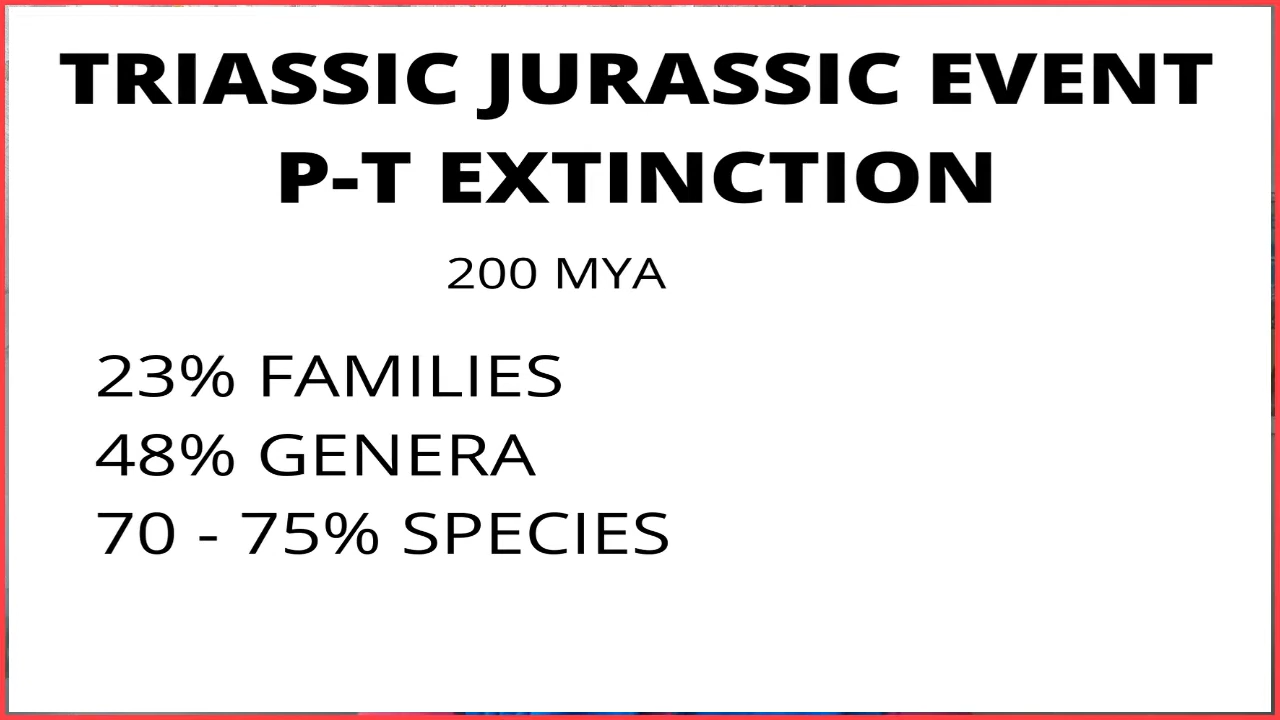 TRIASSIC JURASSIC EVENT
P-T EXTINCTION
200 MYA
23% FAMILIES
48% GENERA
70 - 75% SPECIES